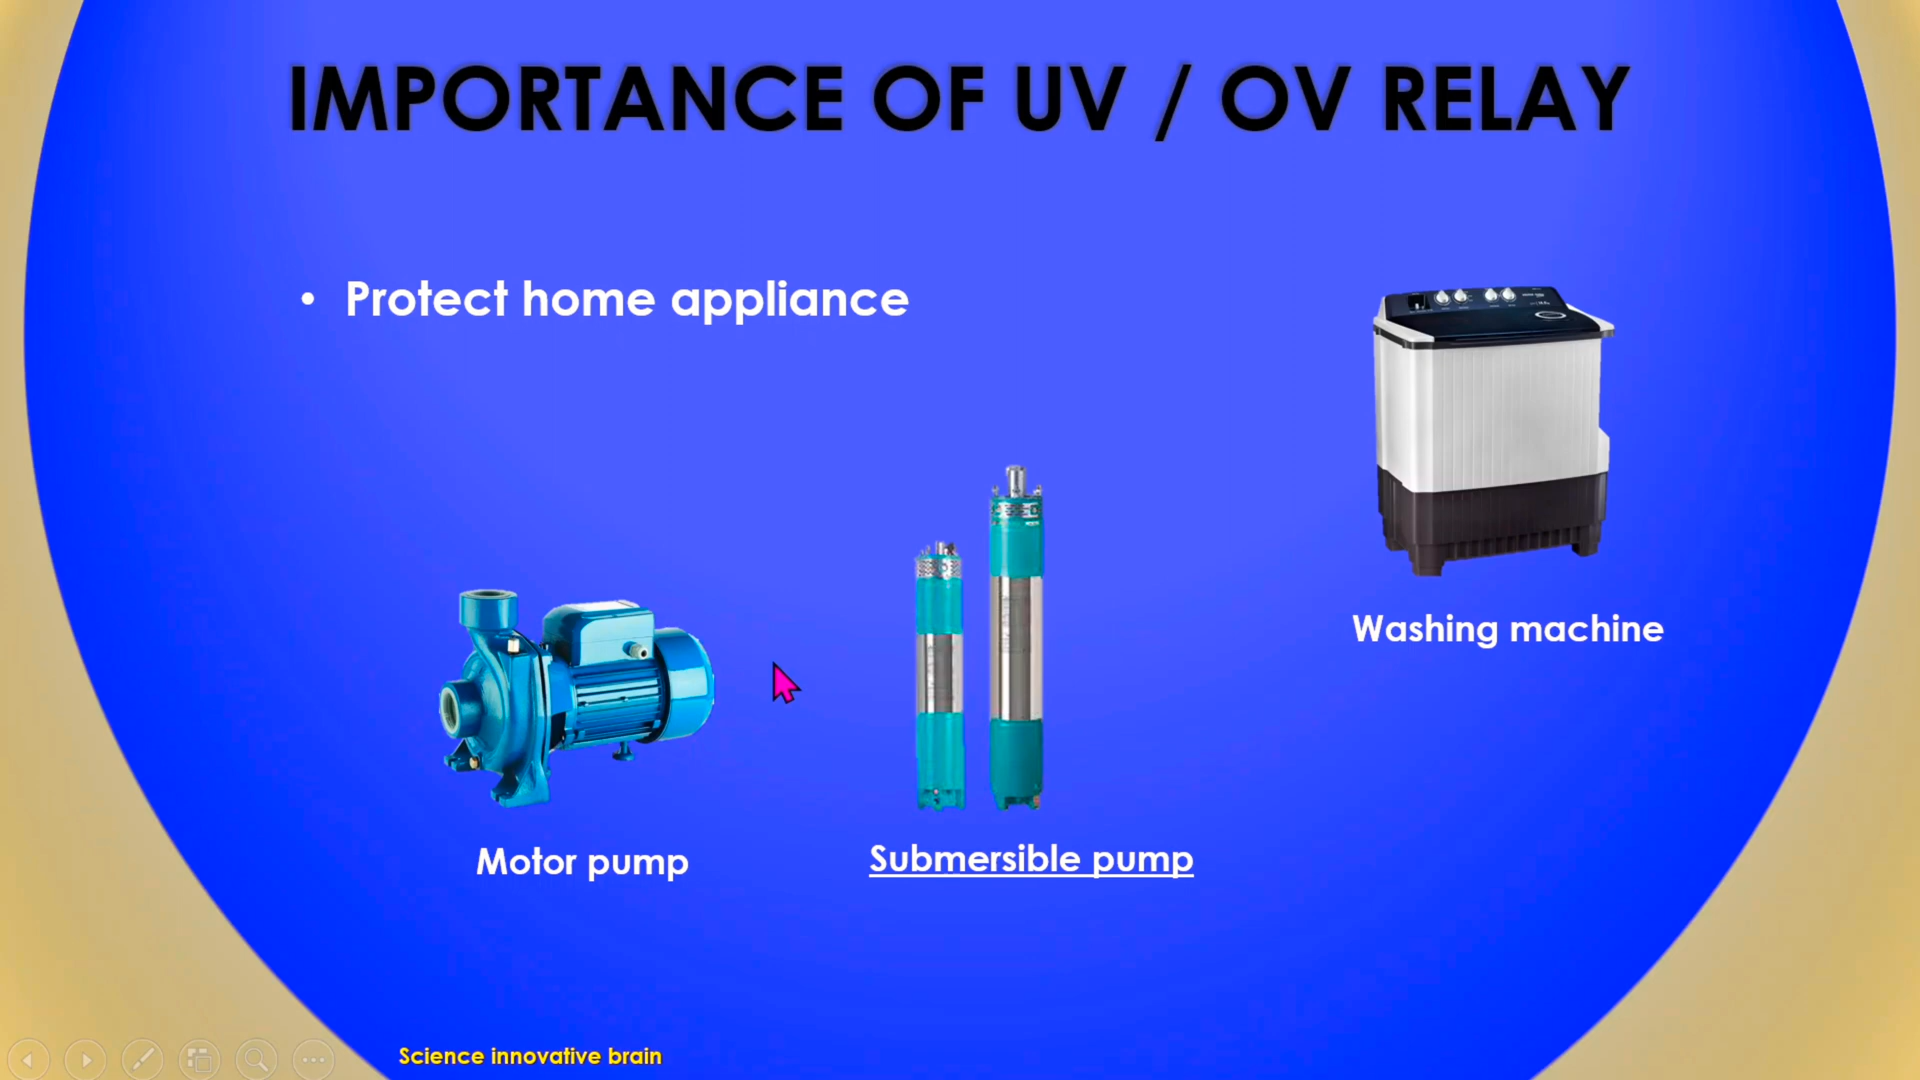 IMPORTANCE OF UV / OV RELAY
• Protect home appliance
Washing machine
Motor pump
Submersible pump
Science innovative brain